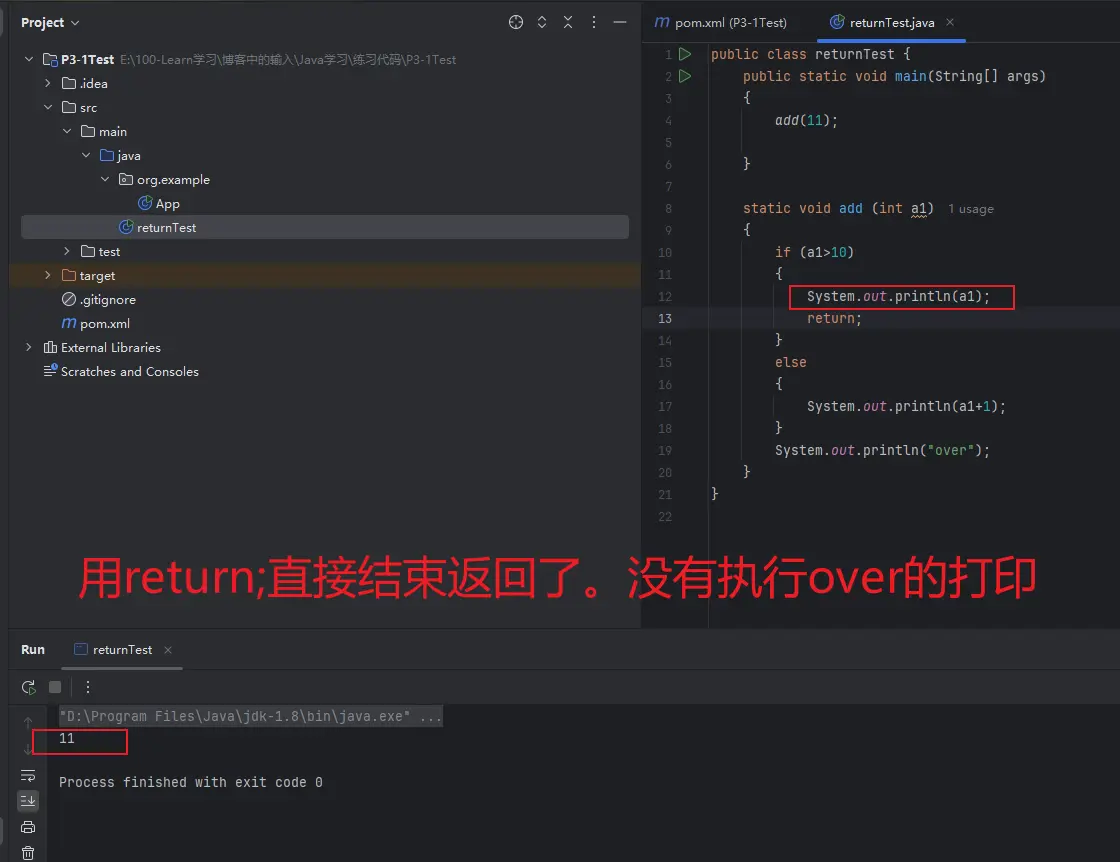 Project
P3-1Test E:\100-Learn学习\博客中的输入\Java学习\练习代码\P3-1Test
.idea
src
main
java
org.example
App
returnTest
test
target
.gitignore
pom.xml
External Libraries
Scratches and Consoles
pom.xml (P3-1Test)
returnTest.java
1 public class returnTest {
2 public static void main(String[] args)
3 {
4 add(11);
5
6 }
7
8 static void add (int a1) 1 usage
9 {
10 if (a1>10)
11 {
12 System.out.println(a1);
13 return;
14 }
15 else
16 {
17 System.out.println(a1+1);
18 }
19 System.out.println("over");
20 }
21 }
22
用return;直接结束返回了。没有执行over的打印
Run returnTest
"D:\Program Files\Java\jdk-1.8\bin\java.exe" ...
11
Process finished with exit code 0